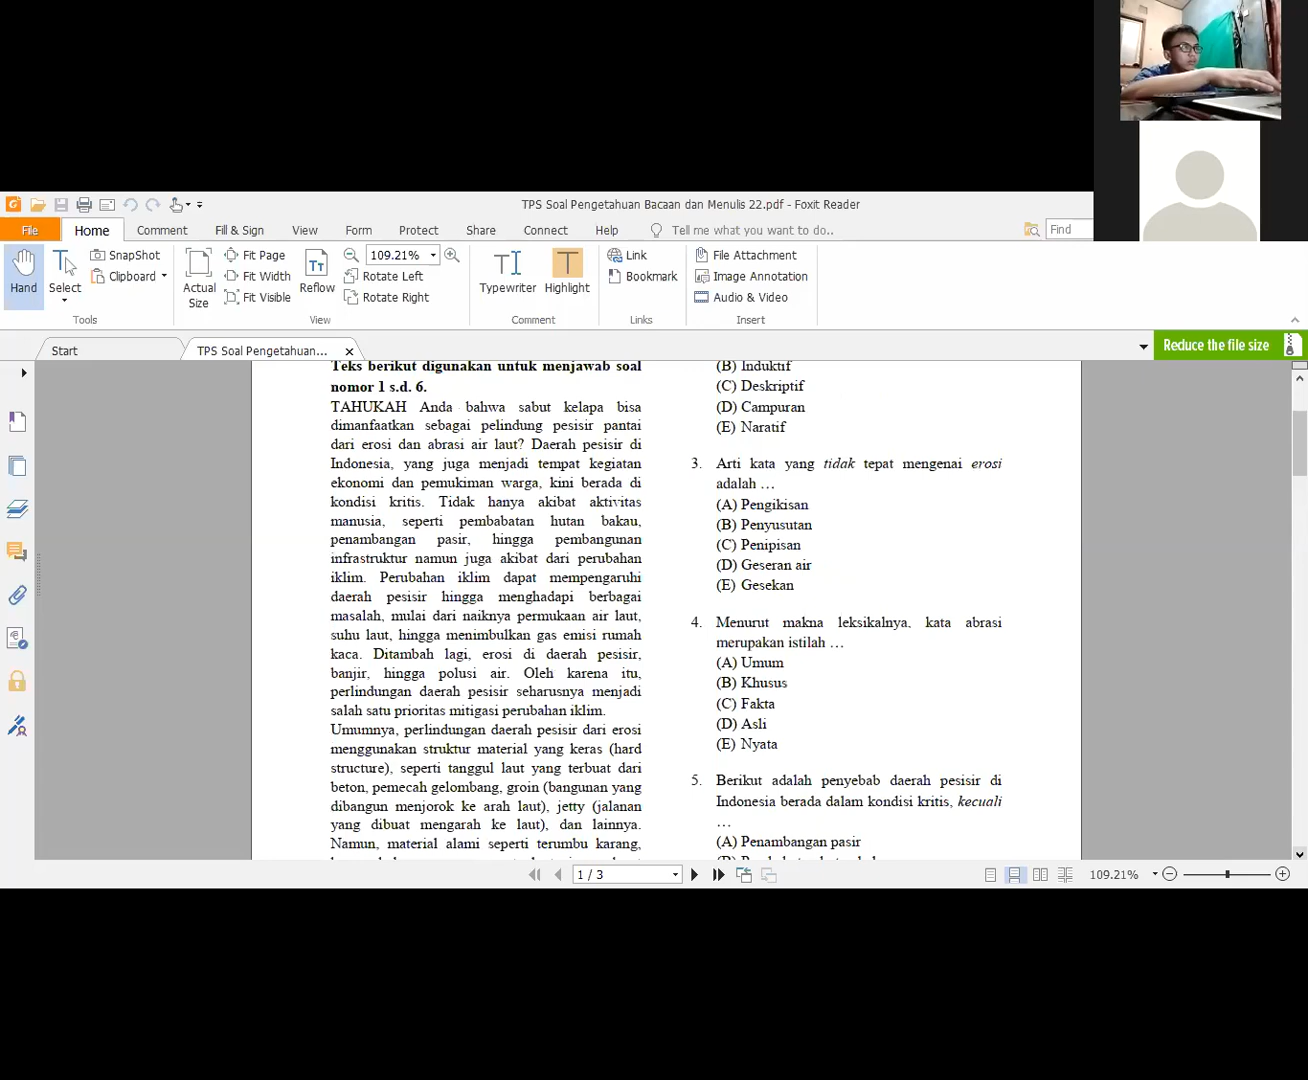 TPS Soal Pengetahuan Bacaan dan Menulis 22.pdf - Foxit Reader
File
Home
Comment
Fill & Sign
View
Form
Protect
Share
Connect
Help
Tell me what you want to do..
Find
Hand
Select
SnapShot
Clipboard
Tools
Actual
Size
Fit Page
Fit Width
Fit Visible
Reflow
109.21%
Rotate Left
Rotate Right
View
Typewriter
Highlight
Comment
Link
Bookmark
Links
File Attachment
Image Annotation
Audio & Video
Insert
Start
TPS Soal Pengetahuan...
Reduce the file size
Teks berikut digunakan untuk menjawab soal
nomor 1 s.d. 6.
TAHUKAH Anda bahwa sabut kelapa bisa
dimanfaatkan sebagai pelindung pesisir pantai
dari erosi dan abrasi air laut? Daerah pesisir di
Indonesia, yang juga menjadi tempat kegiatan
ekonomi dan pemukiman warga, kini berada di
kondisi kritis. Tidak hanya akibat aktivitas
manusia, seperti pembabatan hutan bakau,
penambangan pasir, hingga pembangunan
infrastruktur namun juga akibat dari perubahan
iklim. Perubahan iklim dapat mempengaruhi
daerah pesisir hingga menghadapi berbagai
masalah, mulai dari naiknya permukaan air laut,
suhu laut, hingga menimbulkan gas emisi rumah
kaca. Ditambah lagi, erosi di daerah pesisir,
banjir, hingga polusi air. Oleh karena itu,
perlindungan daerah pesisir seharusnya menjadi
salah satu prioritas mitigasi perubahan iklim.
Umumnya, perlindungan daerah pesisir dari erosi
menggunakan struktur material yang keras (hard
structure), seperti tanggul laut yang terbuat dari
beton, pemecah gelombang, groin (bangunan yang
dibangun menjorok ke arah laut), jetty (jalanan
yang dibuat mengarah ke laut), dan lainnya.
Namun, material alami seperti terumbu karang,
(B) Induktif
(C) Deskriptif
(D) Campuran
(E) Naratif
3. Arti kata yang tidak tepat mengenai erosi
adalah …
(A) Pengikisan
(B) Penyusutan
(C) Penipisan
(D) Geseran air
(E) Gesekan
4. Menurut makna leksikalnya, kata abrasi
merupakan istilah …
(A) Umum
(B) Khusus
(C) Fakta
(D) Asli
(E) Nyata
5. Berikut adalah penyebab daerah pesisir di
Indonesia berada dalam kondisi kritis, kecuali
…
(A) Penambangan pasir
1 / 3
109.21%